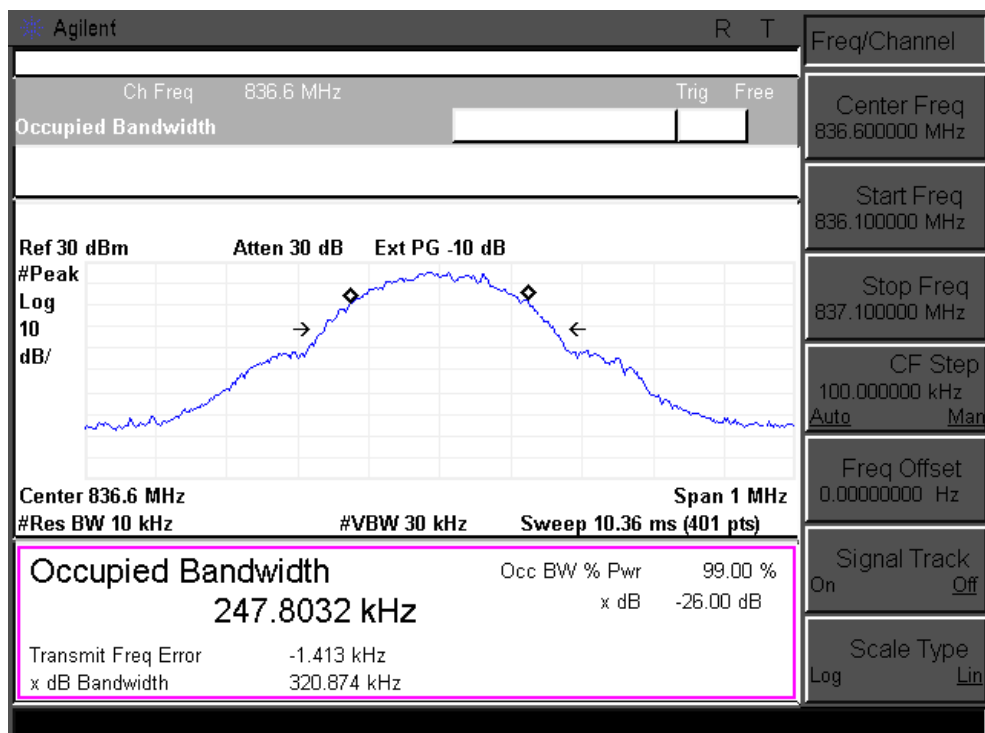 Agilent R T
Freq/Channel
Ch Freq 836.6 MHz Trig Free
Occupied Bandwidth
Center Freq
836.600000 MHz
Start Freq
836.100000 MHz
Stop Freq
837.100000 MHz
CF Step
100.000000 kHz
Auto Man
Freq Offset
0.00000000 Hz
Signal Track
On Off
Scale Type
Log Lin
Ref 30 dBm Atten 30 dB Ext PG -10 dB
#Peak
Log
10
dB/
Center 836.6 MHz Span 1 MHz
#Res BW 10 kHz #VBW 30 kHz Sweep 10.36 ms (401 pts)
Occupied Bandwidth Occ BW % Pwr 99.00 %
247.8032 kHz x dB -26.00 dB
Transmit Freq Error -1.413 kHz
x dB Bandwidth 320.874 kHz